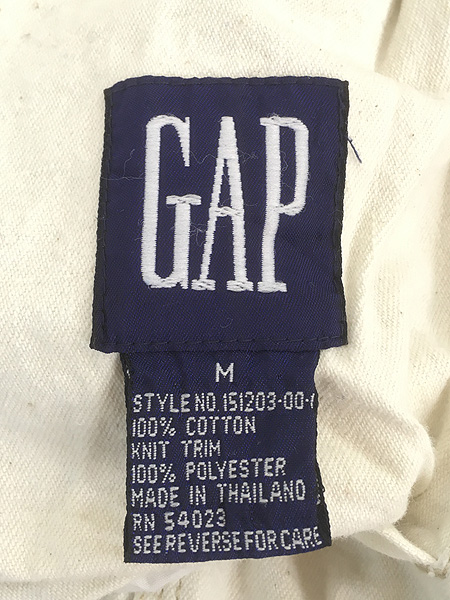 GAP
M
STYLE NO. 151203-00-
100% COTTON
KNIT TRIM
100% POLYESTER
MADE IN THAILAND
RN 54023
SEE REVERSE FOR CARE